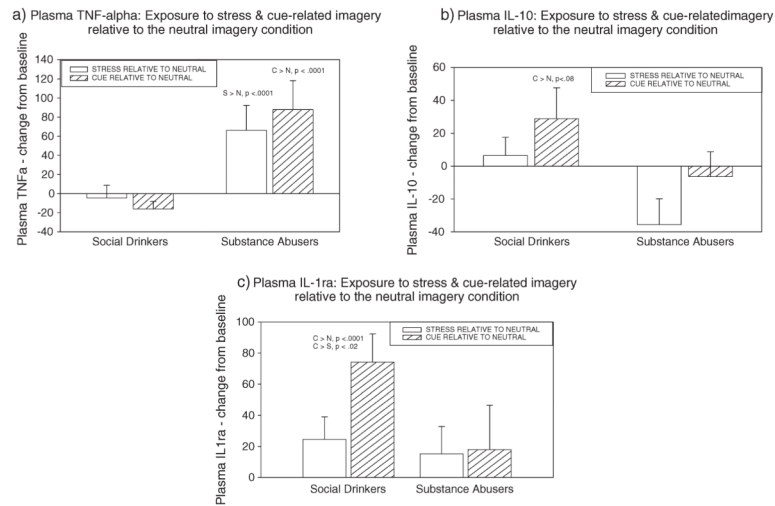 a) Plasma TNF-alpha: Exposure to stress & cue-related imagery
relative to the neutral imagery condition
Plasma TNFa - change from baseline
140
120
100
80
60
40
20
0
-20
-40
STRESS RELATIVE TO NEUTRAL
CUE RELATIVE TO NEUTRAL
C > N, p < .0001
S > N, p <.0001
Social Drinkers
Substance Abusers
b) Plasma IL-10: Exposure to stress & cue-relatedimagery
relative to the neutral imagery condition
Plasma IL-10 - change from baseline
60
40
20
0
-20
-40
STRESS RELATIVE TO NEUTRAL
CUE RELATIVE TO NEUTRAL
C > N, p<.08
Social Drinkers
Substance Abusers
c) Plasma IL-1ra: Exposure to stress & cue-related imagery
relative to the neutral imagery condition
Plasma IL1ra - change from baseline
100
80
60
40
20
0
STRESS RELATIVE TO NEUTRAL
CUE RELATIVE TO NEUTRAL
C > N, p <.0001
C > S, p < .02
Social Drinkers
Substance Abusers